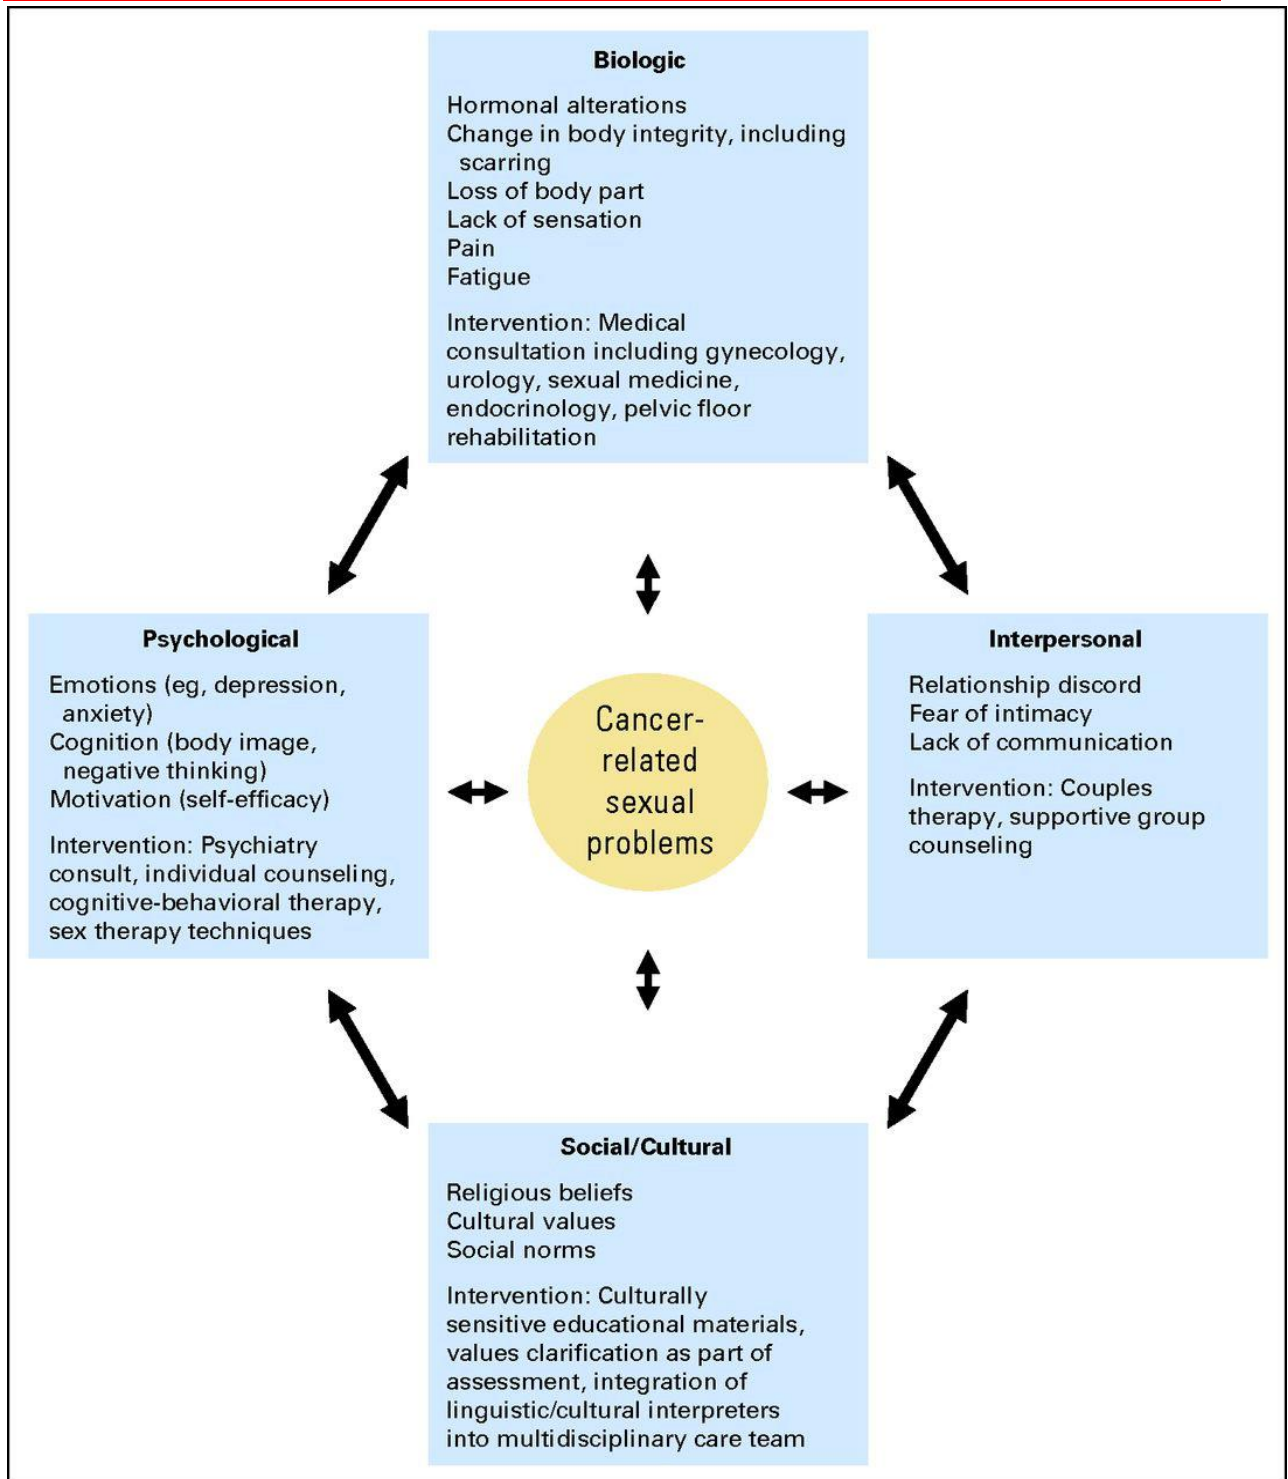 Biologic
Hormonal alterations
Change in body integrity, including
scarring
Loss of body part
Lack of sensation
Pain
Fatigue
Intervention: Medical
consultation including gynecology,
urology, sexual medicine,
endocrinology, pelvic floor
rehabilitation
Psychological
Emotions (eg, depression,
anxiety)
Cognition (body image,
negative thinking)
Motivation (self-efficacy)
Intervention: Psychiatry
consult, individual counseling,
cognitive-behavioral therapy,
sex therapy techniques
Cancer-
related
sexual
problems
Interpersonal
Relationship discord
Fear of intimacy
Lack of communication
Intervention: Couples
therapy, supportive group
counseling
Social/Cultural
Religious beliefs
Cultural values
Social norms
Intervention: Culturally
sensitive educational materials,
values clarification as part of
assessment, integration of
linguistic/cultural interpreters
into multidisciplinary care team